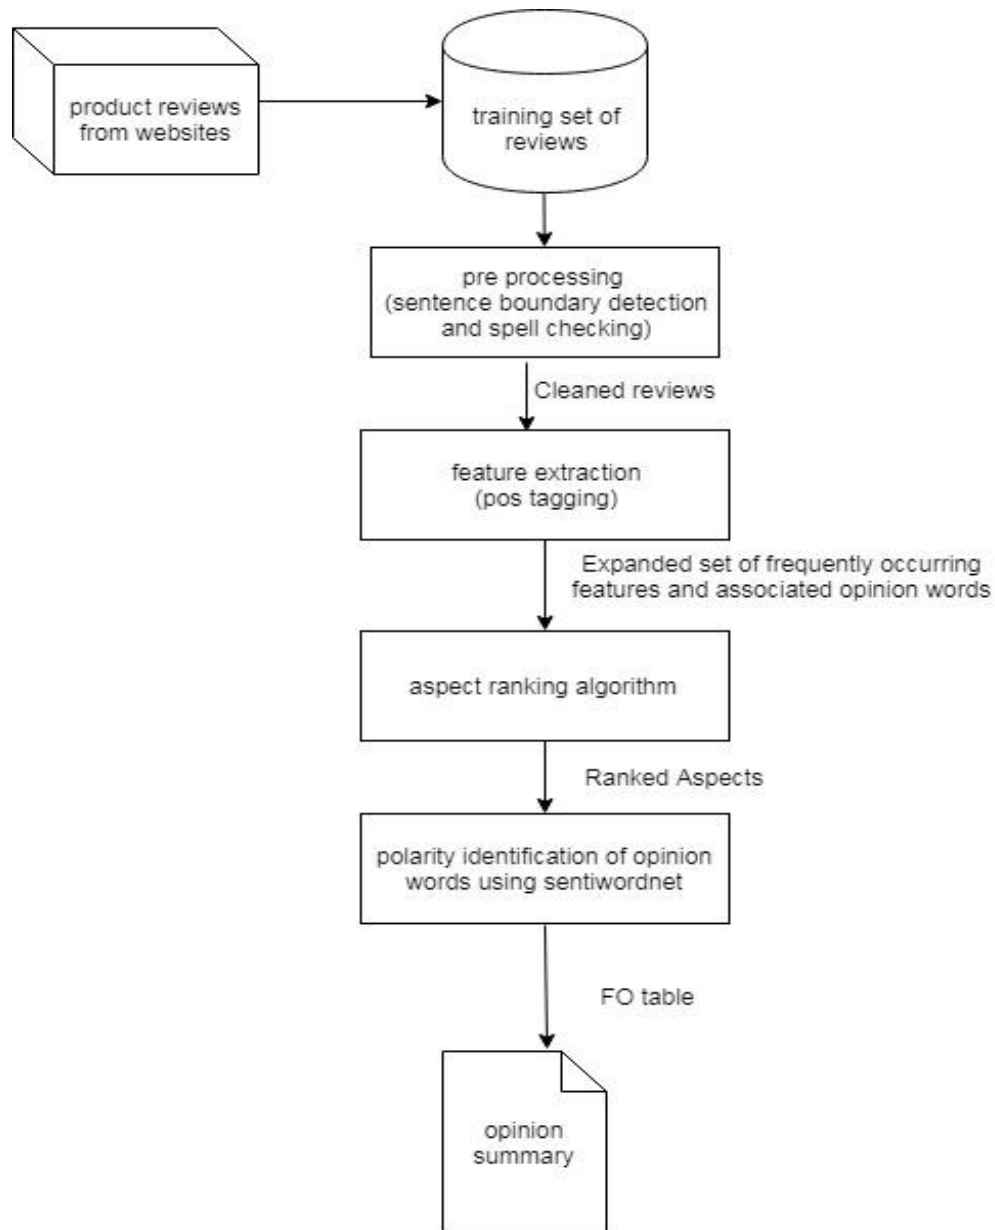 product reviews
from websites
training set of
reviews
pre processing
(sentence boundary detection
and spell checking)
Cleaned reviews
feature extraction
(pos tagging)
Expanded set of frequently occurring
features and associated opinion words
aspect ranking algorithm
Ranked Aspects
polarity identification of opinion
words using sentiwordnet
FO table
opinion
summary